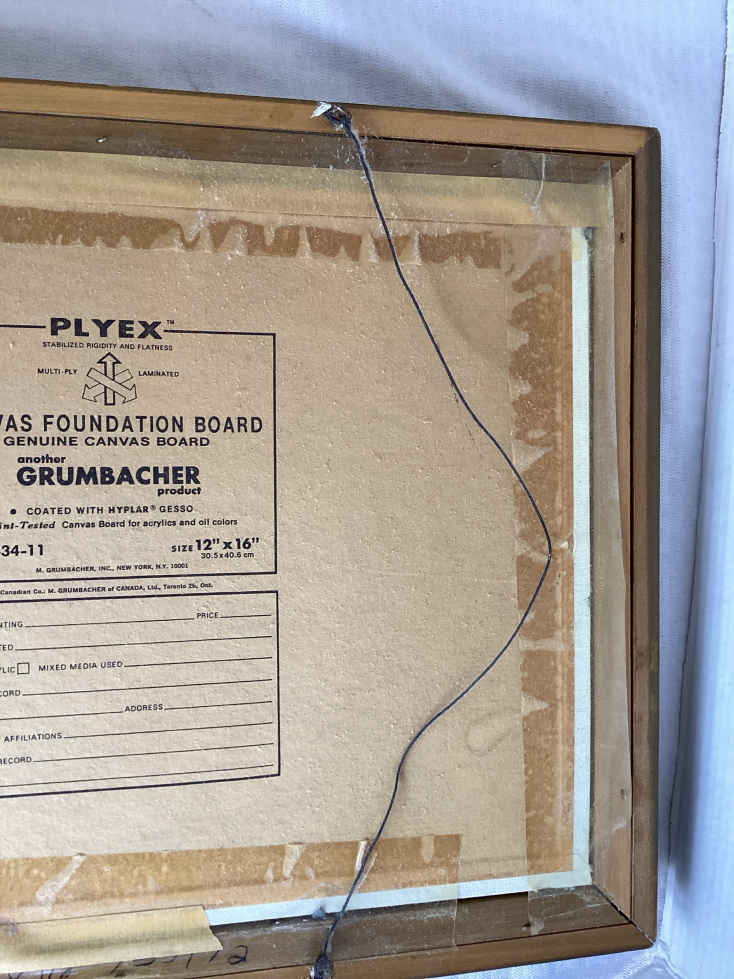 PLYEX™
STABILIZED RIGIDITY AND FLATNESS
MULTI-PLY LAMINATED
VAS FOUNDATION BOARD
GENUINE CANVAS BOARD
another
GRUMBACHER
product
• COATED WITH HYPLAR® GESSO
int-Tested Canvas Board for acrylics and oil colors
34-11 SIZE 12" x 16"
30.5x40.6 cm
M. GRUMBACHER, INC., NEW YORK, N.Y. 10001
Canadian Co.: M. GRUMBACHER of CANADA, Ltd., Toronto 2b, Ont.
NTING PRICE
TED
LIC MIXED MEDIA USED
CORD
ADDRESS
AFFILIATIONS
RECORD